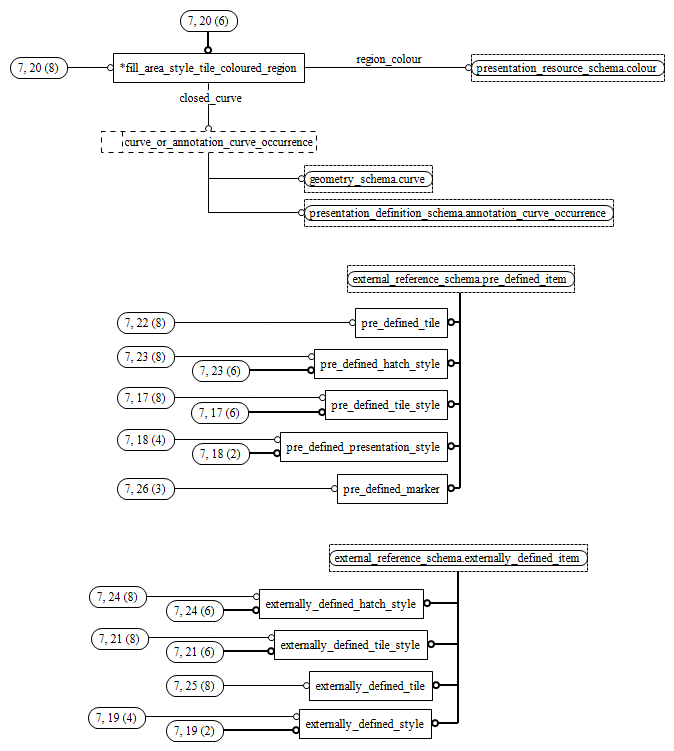 7, 20 (6)
7, 20 (8)
*fill_area_style_tile_coloured_region
region_colour
presentation_resource_schema.colour
closed_curve
curve_or_annotation_curve_occurrence
geometry_schema.curve
presentation_definition_schema.annotation_curve_occurrence
external_reference_schema.pre_defined_item
7, 22 (8)
pre_defined_tile
7, 23 (8)
7, 23 (6)
pre_defined_hatch_style
7, 17 (8)
7, 17 (6)
pre_defined_tile_style
7, 18 (4)
7, 18 (2)
pre_defined_presentation_style
7, 26 (3)
pre_defined_marker
external_reference_schema.externally_defined_item
7, 24 (8)
7, 24 (6)
externally_defined_hatch_style
7, 21 (8)
7, 21 (6)
externally_defined_tile_style
7, 25 (8)
externally_defined_tile
7, 19 (4)
7, 19 (2)
externally_defined_style